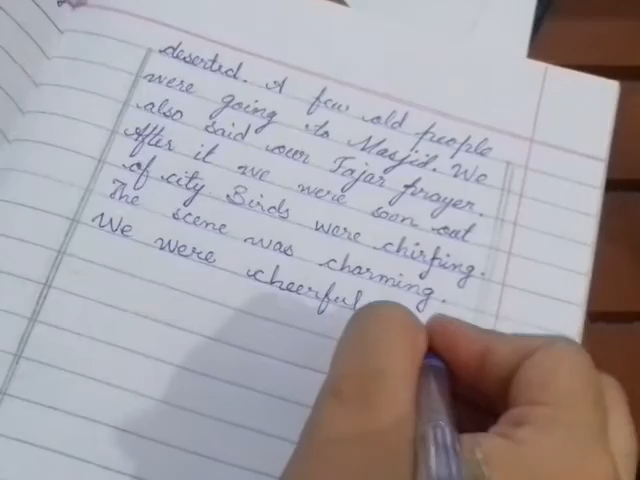 deserted. A few old people
were going to Masjid. We
also said our Fajar prayer.
After it we were soon out
of city. Birds were chirping.
The scene was charming.
We were cheerful